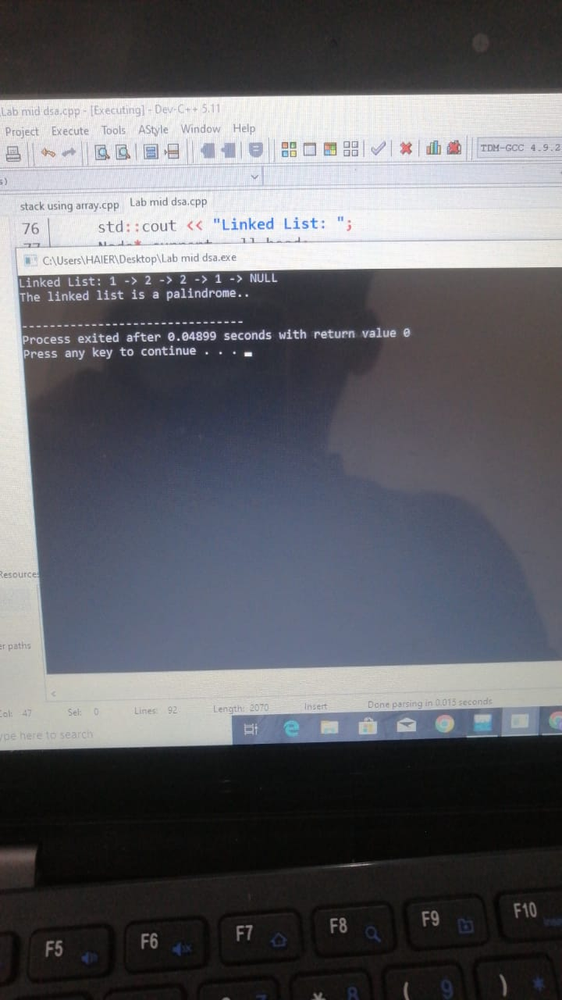 Lab mid dsa.cpp - [Executing] - Dev-C++ 5.11
Project Execute Tools AStyle Window Help
TDM-GCC 4.9.2
s)
stack using array.cpp Lab mid dsa.cpp
76 std::cout << "Linked List: ";
C:\Users\HAIER\Desktop\Lab mid dsa.exe
Linked List: 1 -> 2 -> 2 -> 1 -> NULL
The linked list is a palindrome..
--------------------------------
Process exited after 0.04899 seconds with return value 0
Press any key to continue . . .
Resources
er paths
Col: 47 Sel: 0 Lines: 92 Length: 2070 Insert Done parsing in 0.015 seconds
ype here to search
F5 F6 F7 F8 F9 F10
* 8 ( 9 ) *